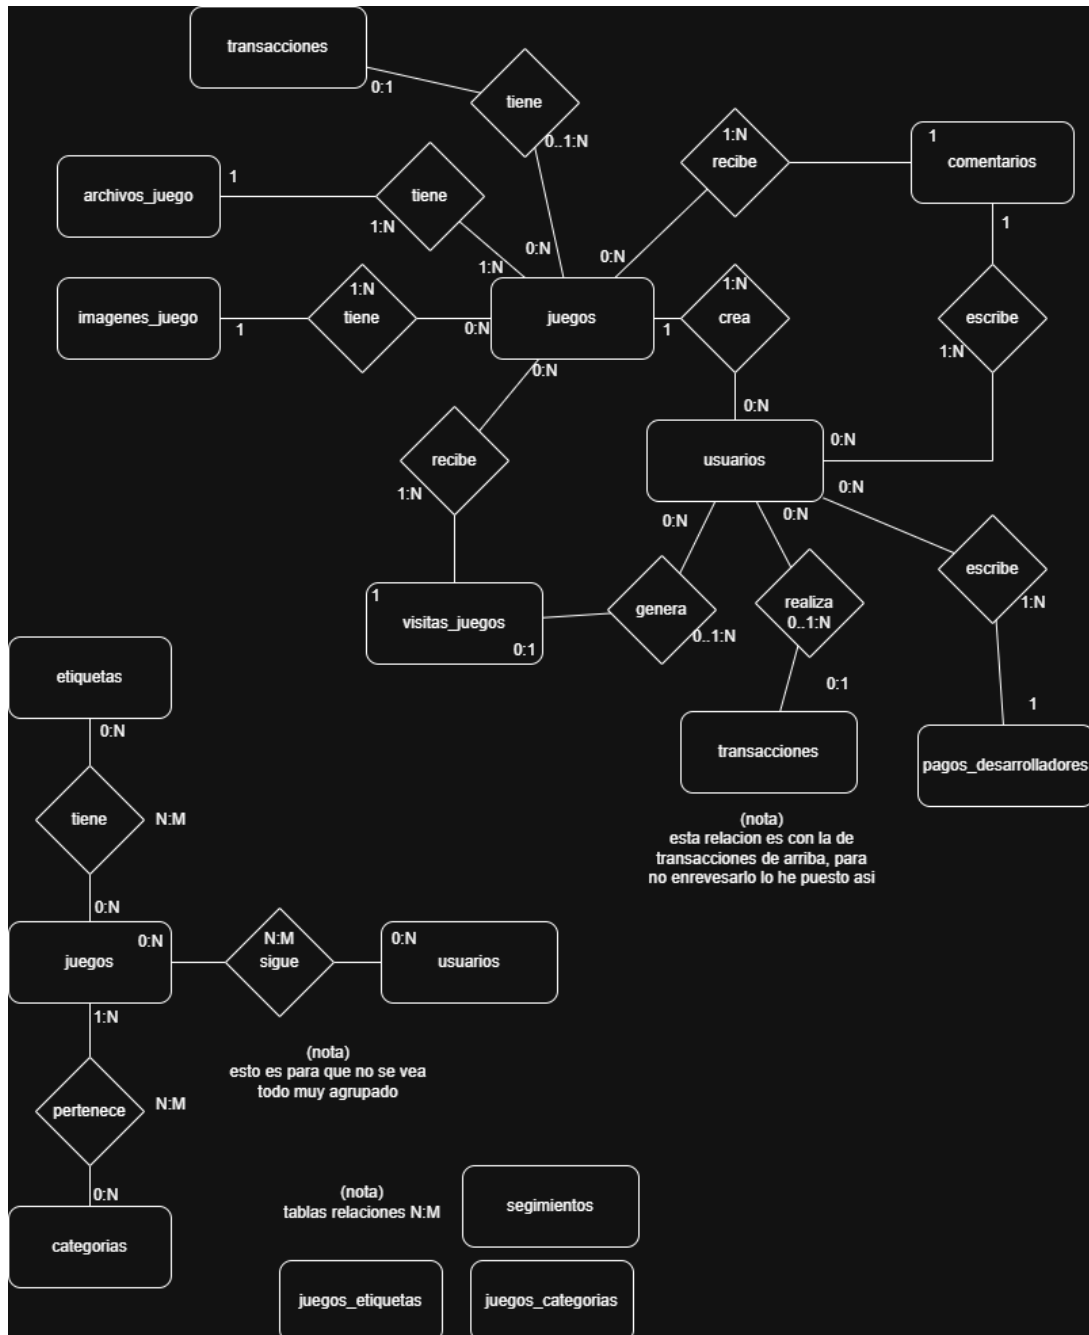 transacciones
0:1
tiene
0..1:N
1:N
recibe
1
comentarios
archivos_juego
1
tiene
1:N
0:N
1:N
0:N
1
imagenes_juego
1
1:N
tiene
0:N
juegos
1
1:N
crea
escribe
1:N
0:N
0:N
recibe
1:N
usuarios
0:N
0:N
0:N
0:N
escribe
1:N
1
visitas_juegos
0:1
genera
0..1:N
realiza
0..1:N
0:1
1
etiquetas
0:N
transacciones
pagos_desarrolladores
tiene
N:M
(nota)
esta relacion es con la de
transacciones de arriba, para
no enrevesarlo lo he puesto asi
0:N
juegos
0:N
N:M
sigue
0:N
usuarios
1:N
(nota)
esto es para que no se vea
todo muy agrupado
pertenece
N:M
0:N
categorias
(nota)
tablas relaciones N:M
segimientos
juegos_etiquetas
juegos_categorias